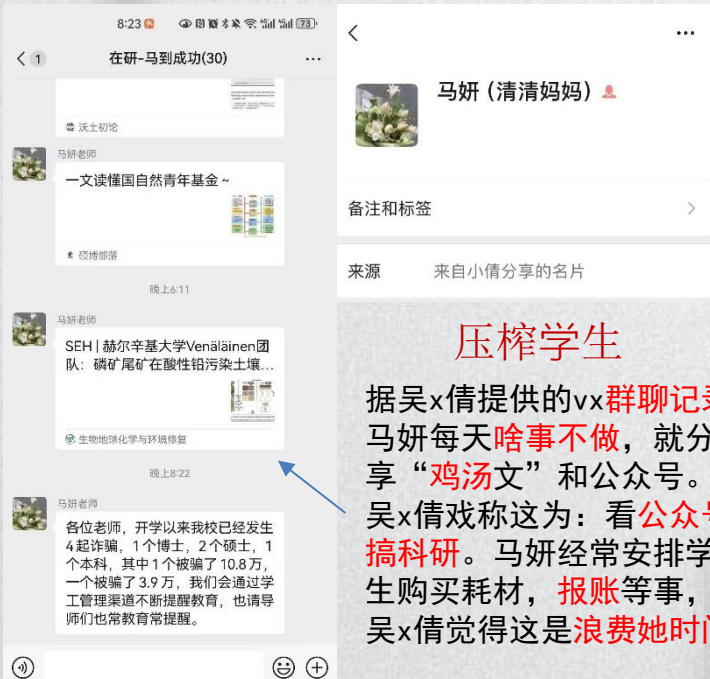 8:23
73
1
在研-马到成功(30)
沃土初论
马妍老师
一文读懂国自然青年基金~
硕博部落
晚上6:11
马妍老师
SEH | 赫尔辛基大学Venäläinen团
队：磷矿尾矿在酸性铅污染土壤...
生物地球化学与环境修复
晚上8:22
马妍老师
各位老师，开学以来我校已经发生
4起诈骗，1个博士，2个硕士，1
个本科，其中1个被骗了10.8万，
一个被骗了3.9万，我们会通过学
工管理渠道不断提醒教育，也请导
师们也常教育常提醒。
马妍 (清清妈妈)
备注和标签
来源 来自小倩分享的名片
压榨学生
据吴x倩提供的vx群聊记录
马妍每天啥事不做，就分
享“鸡汤文”和公众号。
吴x倩戏称这为：看公众号
搞科研。马妍经常安排学
生购买耗材，报账等事，
吴x倩觉得这是浪费她时间